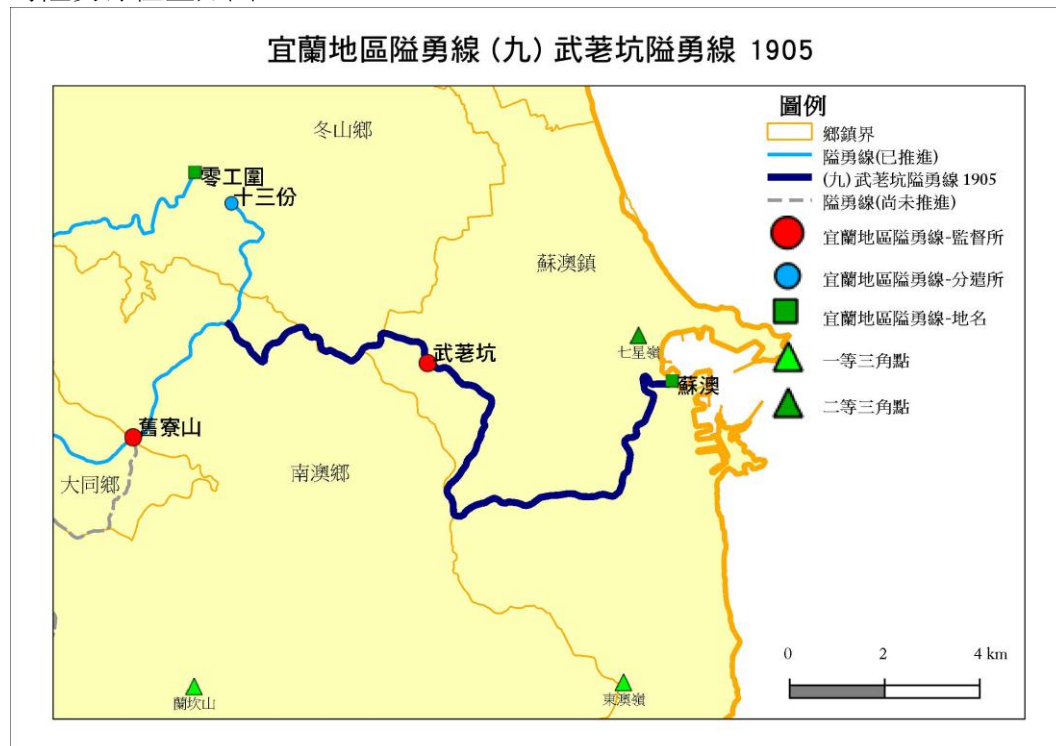 宜蘭地區隘勇線 (九) 武荖坑隘勇線 1905
圖例
鄉鎮界
隘勇線(已推進)
(九) 武荖坑隘勇線 1905
隘勇線(尚未推進)
宜蘭地區隘勇線-監督所
宜蘭地區隘勇線-分遣所
宜蘭地區隘勇線-地名
一等三角點
二等三角點
冬山鄉
零工圍
十三份
蘇澳鎮
七星嶺
武荖坑
蘇澳
舊寮山
大同鄉
南澳鄉
蘭坎山
東澳嶺
0 2 4 km